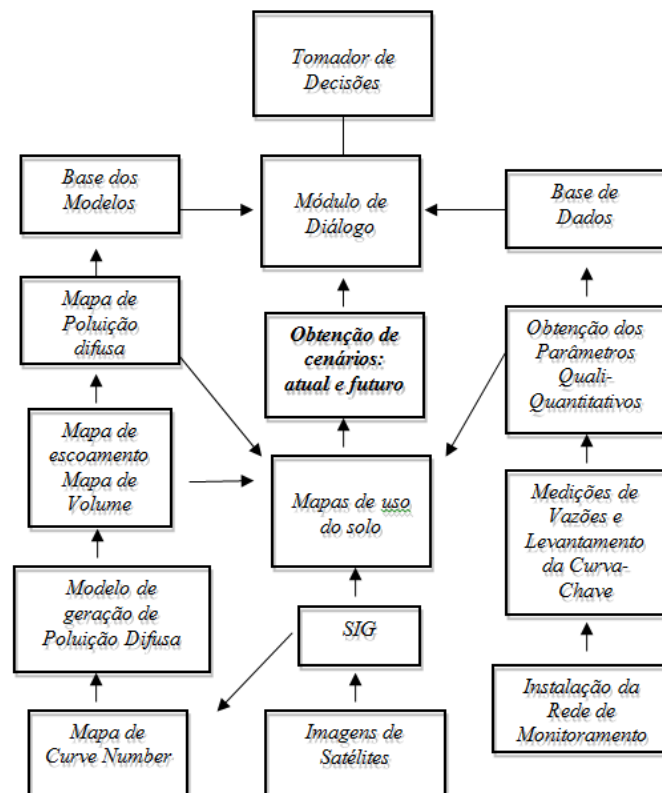 Tomador de
Decisões
Base dos
Modelos
Módulo de
Diálogo
Base de
Dados
Mapa de
Poluição
difusa
Obtenção de
cenários:
atual e futuro
Obtenção dos
Parâmetros
Quali-
Quantitativos
Mapa de
escoamento
Mapa de
Volume
Mapas de uso
do solo
Medições de
Vazões e
Levantamento
da Curva-
Chave
Modelo de
geração de
Poluição Difusa
SIG
Instalação da
Rede de
Monitoramento
Mapa de
Curve Number
Imagens de
Satélites